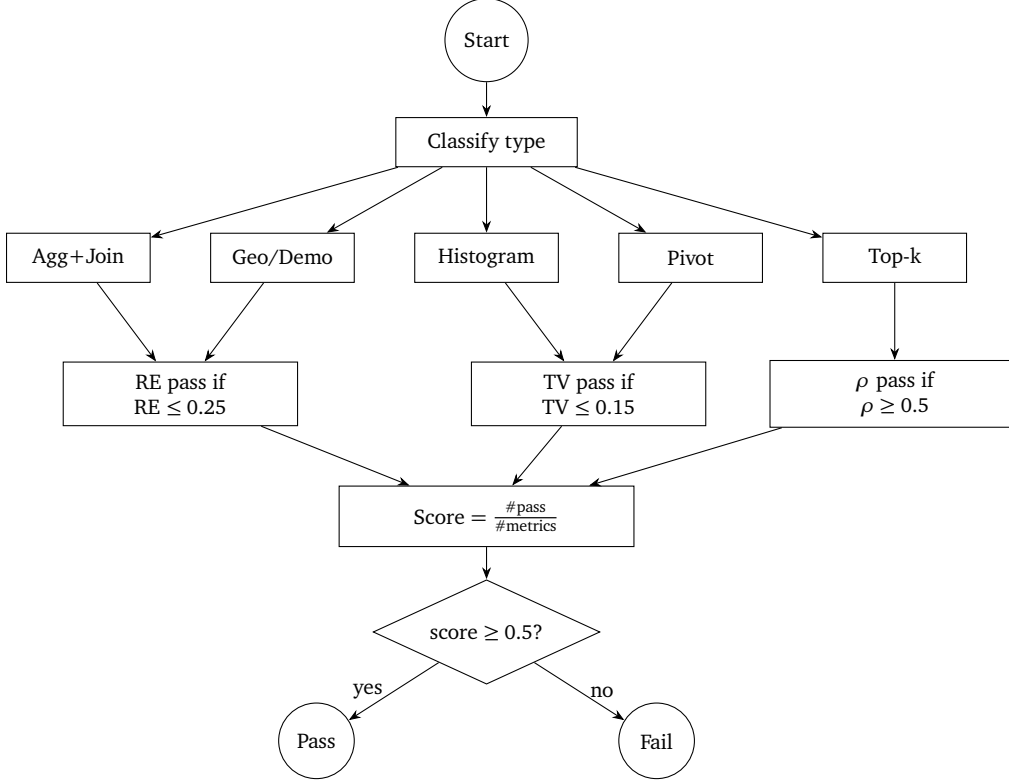 Start
Classify type
Agg+Join
Geo/Demo
Histogram
Pivot
Top-k
RE pass if
RE ≤ 0.25
TV pass if
TV ≤ 0.15
ρ pass if
ρ ≥ 0.5
Score = #pass / #metrics
score ≥ 0.5?
yes
no
Pass
Fail